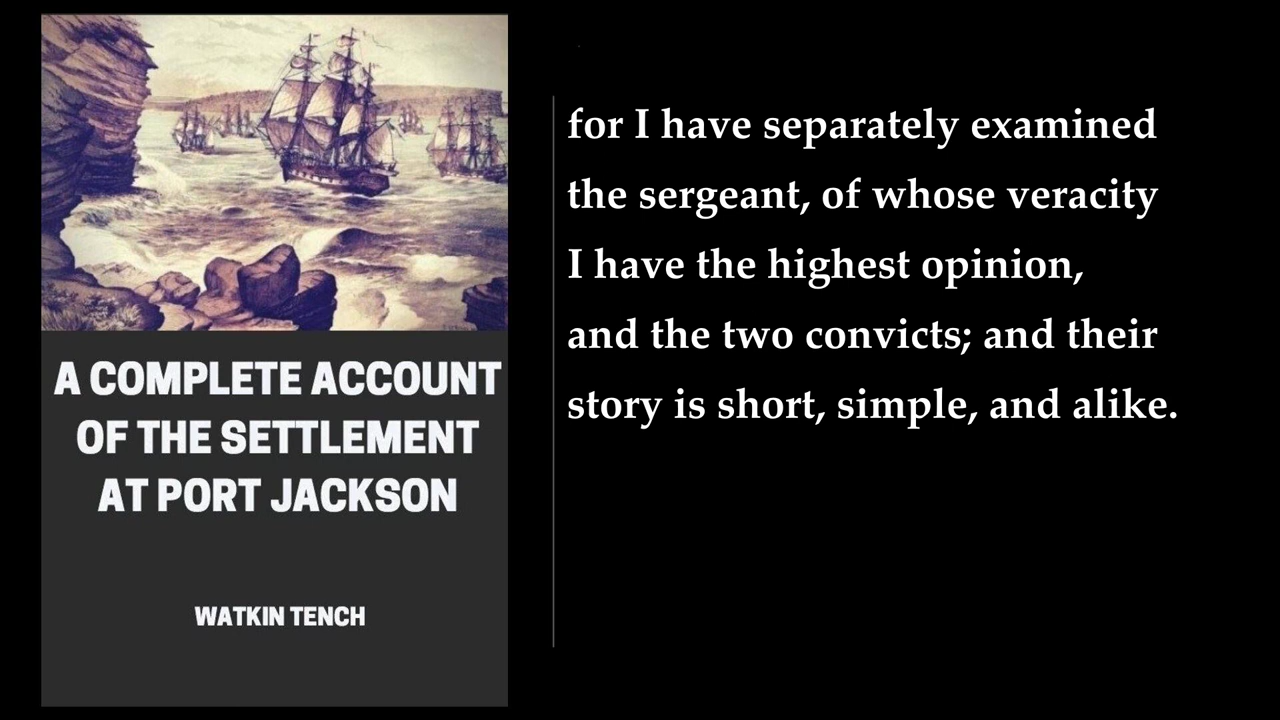 A COMPLETE ACCOUNT
OF THE SETTLEMENT
AT PORT JACKSON
WATKIN TENCH
for I have separately examined
the sergeant, of whose veracity
I have the highest opinion,
and the two convicts; and their
story is short, simple, and alike.